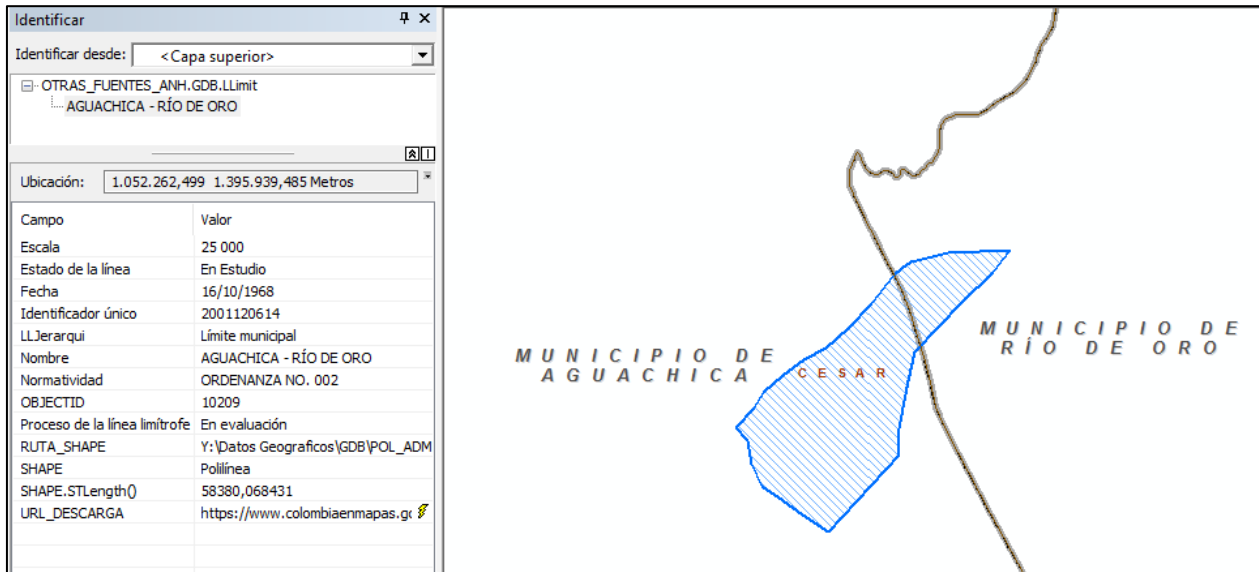 Identificar
Identificar desde: <Capa superior>
OTRAS_FUENTES_ANH.GDB.LLimit
AGUACHICA - RÍO DE ORO
Ubicación: 1.052.262,499 1.395.939,485 Metros
Campo Valor
Escala 25 000
Estado de la línea En Estudio
Fecha 16/10/1968
Identificador único 2001120614
LLJerarqui Límite municipal
Nombre AGUACHICA - RÍO DE ORO
Normatividad ORDENANZA NO. 002
OBJECTID 10209
Proceso de la línea limítrofe En evaluación
RUTA_SHAPE Y:\Datos Geograficos\GDB\POL_ADM
SHAPE Polilínea
SHAPE.STLength() 58380,068431
URL_DESCARGA https://www.colombiaenmapas.gc
MUNICIPIO DE
AGUACHICA
CESAR
MUNICIPIO DE
RÍO DE ORO